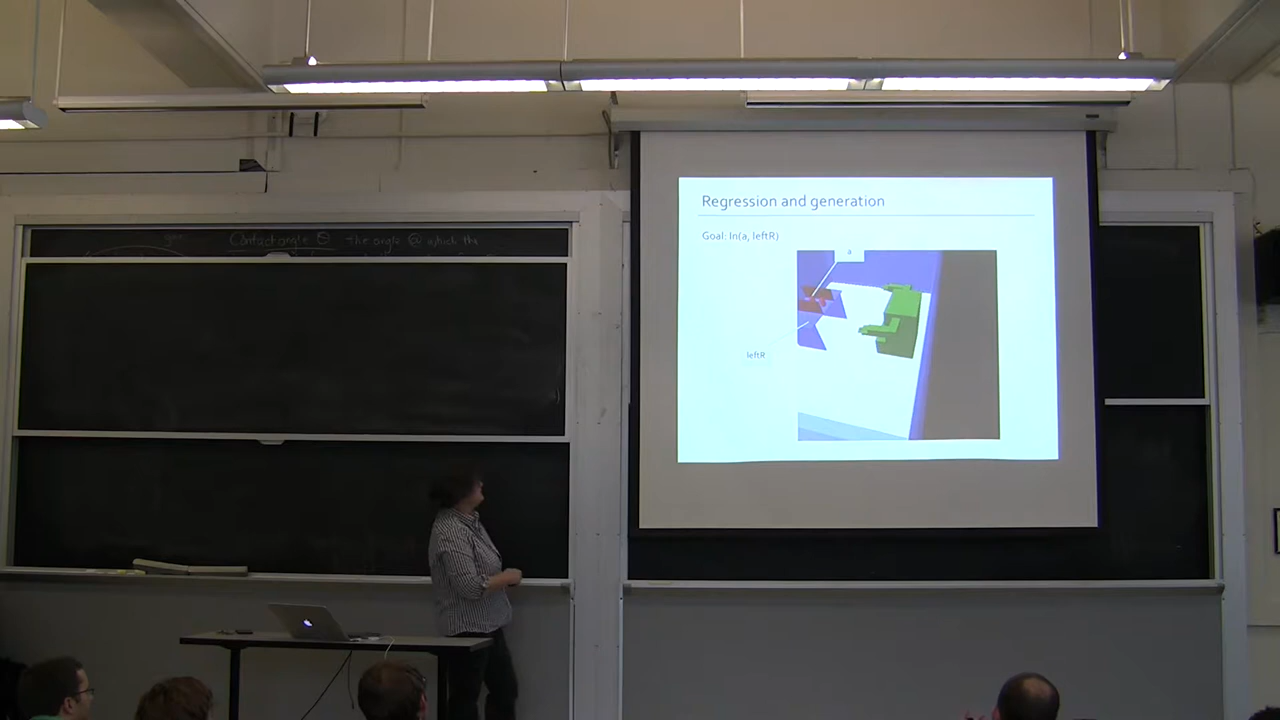 Contact angle Θ the angle @ which the
Regression and generation
Goal: In(a, leftR)
a
leftR